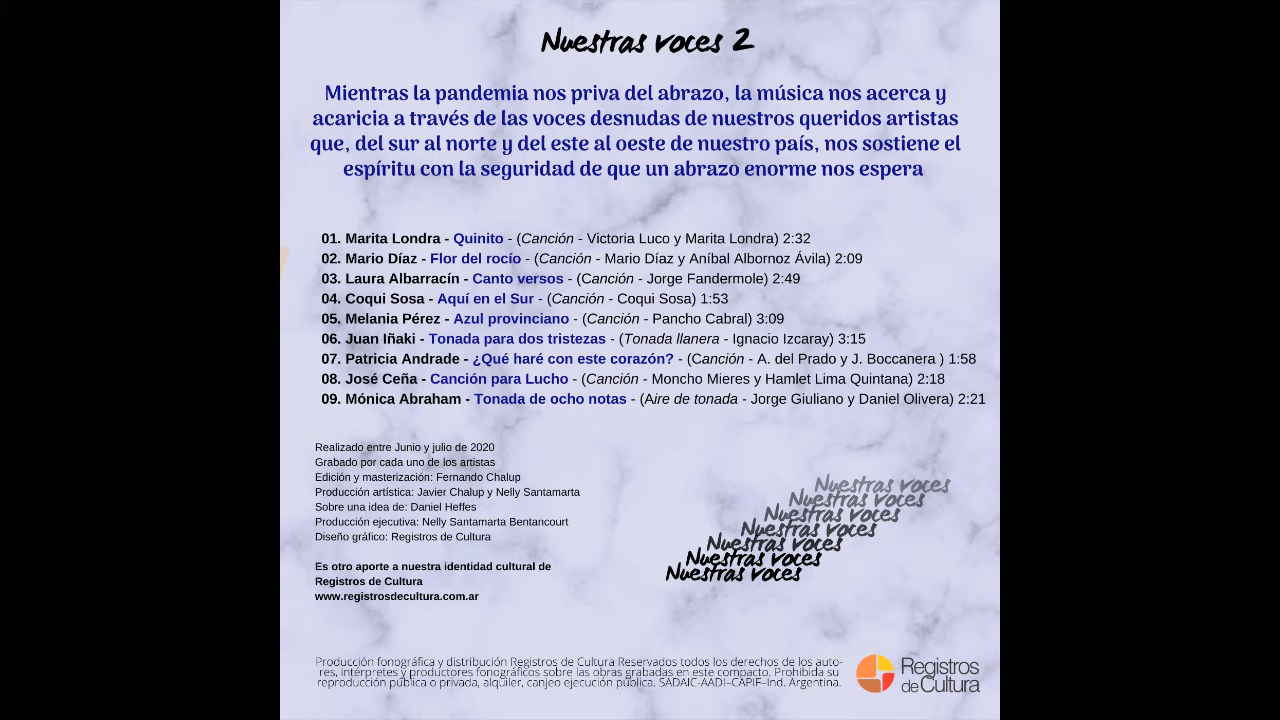 Nuestras voces 2
Mientras la pandemia nos priva del abrazo, la música nos acerca y
acaricia a través de las voces desnudas de nuestros queridos artistas
que, del sur al norte y del este al oeste de nuestro país, nos sostiene el
espíritu con la seguridad de que un abrazo enorme nos espera
01. Marita Londra - Quinito - (Canción - Victoria Luco y Marita Londra) 2:32
02. Mario Díaz - Flor del rocío - (Canción - Mario Díaz y Aníbal Albornoz Ávila) 2:09
03. Laura Albarracín - Canto versos - (Canción - Jorge Fandermole) 2:49
04. Coqui Sosa - Aquí en el Sur - (Canción - Coqui Sosa) 1:53
05. Melania Pérez - Azul provinciano - (Canción - Pancho Cabral) 3:09
06. Juan Iñaki - Tonada para dos tristezas - (Tonada llanera - Ignacio Izcaray) 3:15
07. Patricia Andrade - ¿Qué haré con este corazón? - (Canción - A. del Prado y J. Boccanera ) 1:58
08. José Ceña - Canción para Lucho - (Canción - Moncho Mieres y Hamlet Lima Quintana) 2:18
09. Mónica Abraham - Tonada de ocho notas - (Aire de tonada - Jorge Giuliano y Daniel Olivera) 2:21
Realizado entre Junio y julio de 2020
Grabado por cada uno de los artistas
Edición y masterización: Fernando Chalup
Producción artística: Javier Chalup y Nelly Santamarta
Sobre una idea de: Daniel Heffes
Producción ejecutiva: Nelly Santamarta Bentancourt
Diseño gráfico: Registros de Cultura
Es otro aporte a nuestra identidad cultural de
Registros de Cultura
www.registrosdecultura.com.ar
Nuestras voces
Nuestras voces
Nuestras voces
Nuestras voces
Nuestras voces
Nuestras voces
Nuestras voces
Producción fonográfica y distribución Registros de Cultura Reservados todos los derechos de los auto-
res, intérpretes y productores fonográficos sobre las obras grabadas en este compacto. Prohibida su
reproducción pública o privada, alquiler, canjeo ejecución pública. SADAIC-AADI-CAPIF-Ind. Argentina.
Registros
de Cultura